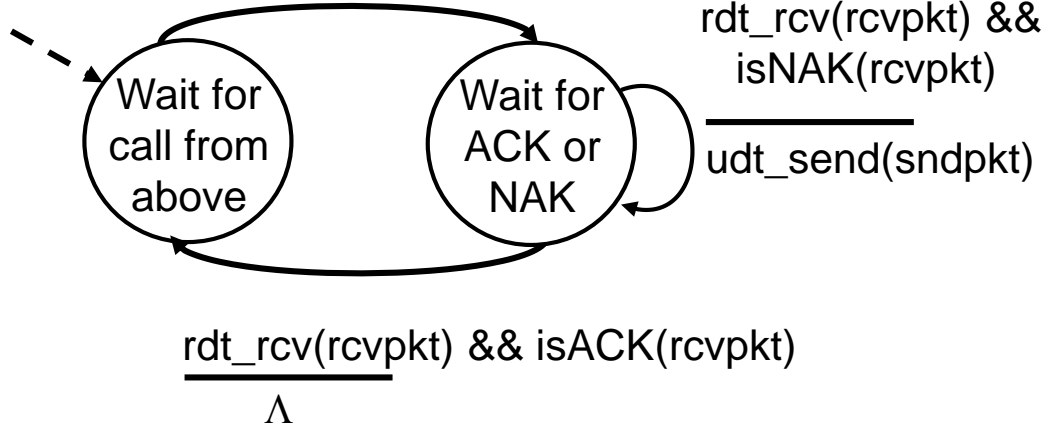 rdt_rcv(rcvpkt) &&
isNAK(rcvpkt)
udt_send(sndpkt)
Wait for
call from
above
Wait for
ACK or
NAK
rdt_rcv(rcvpkt) && isACK(rcvpkt)
Λ